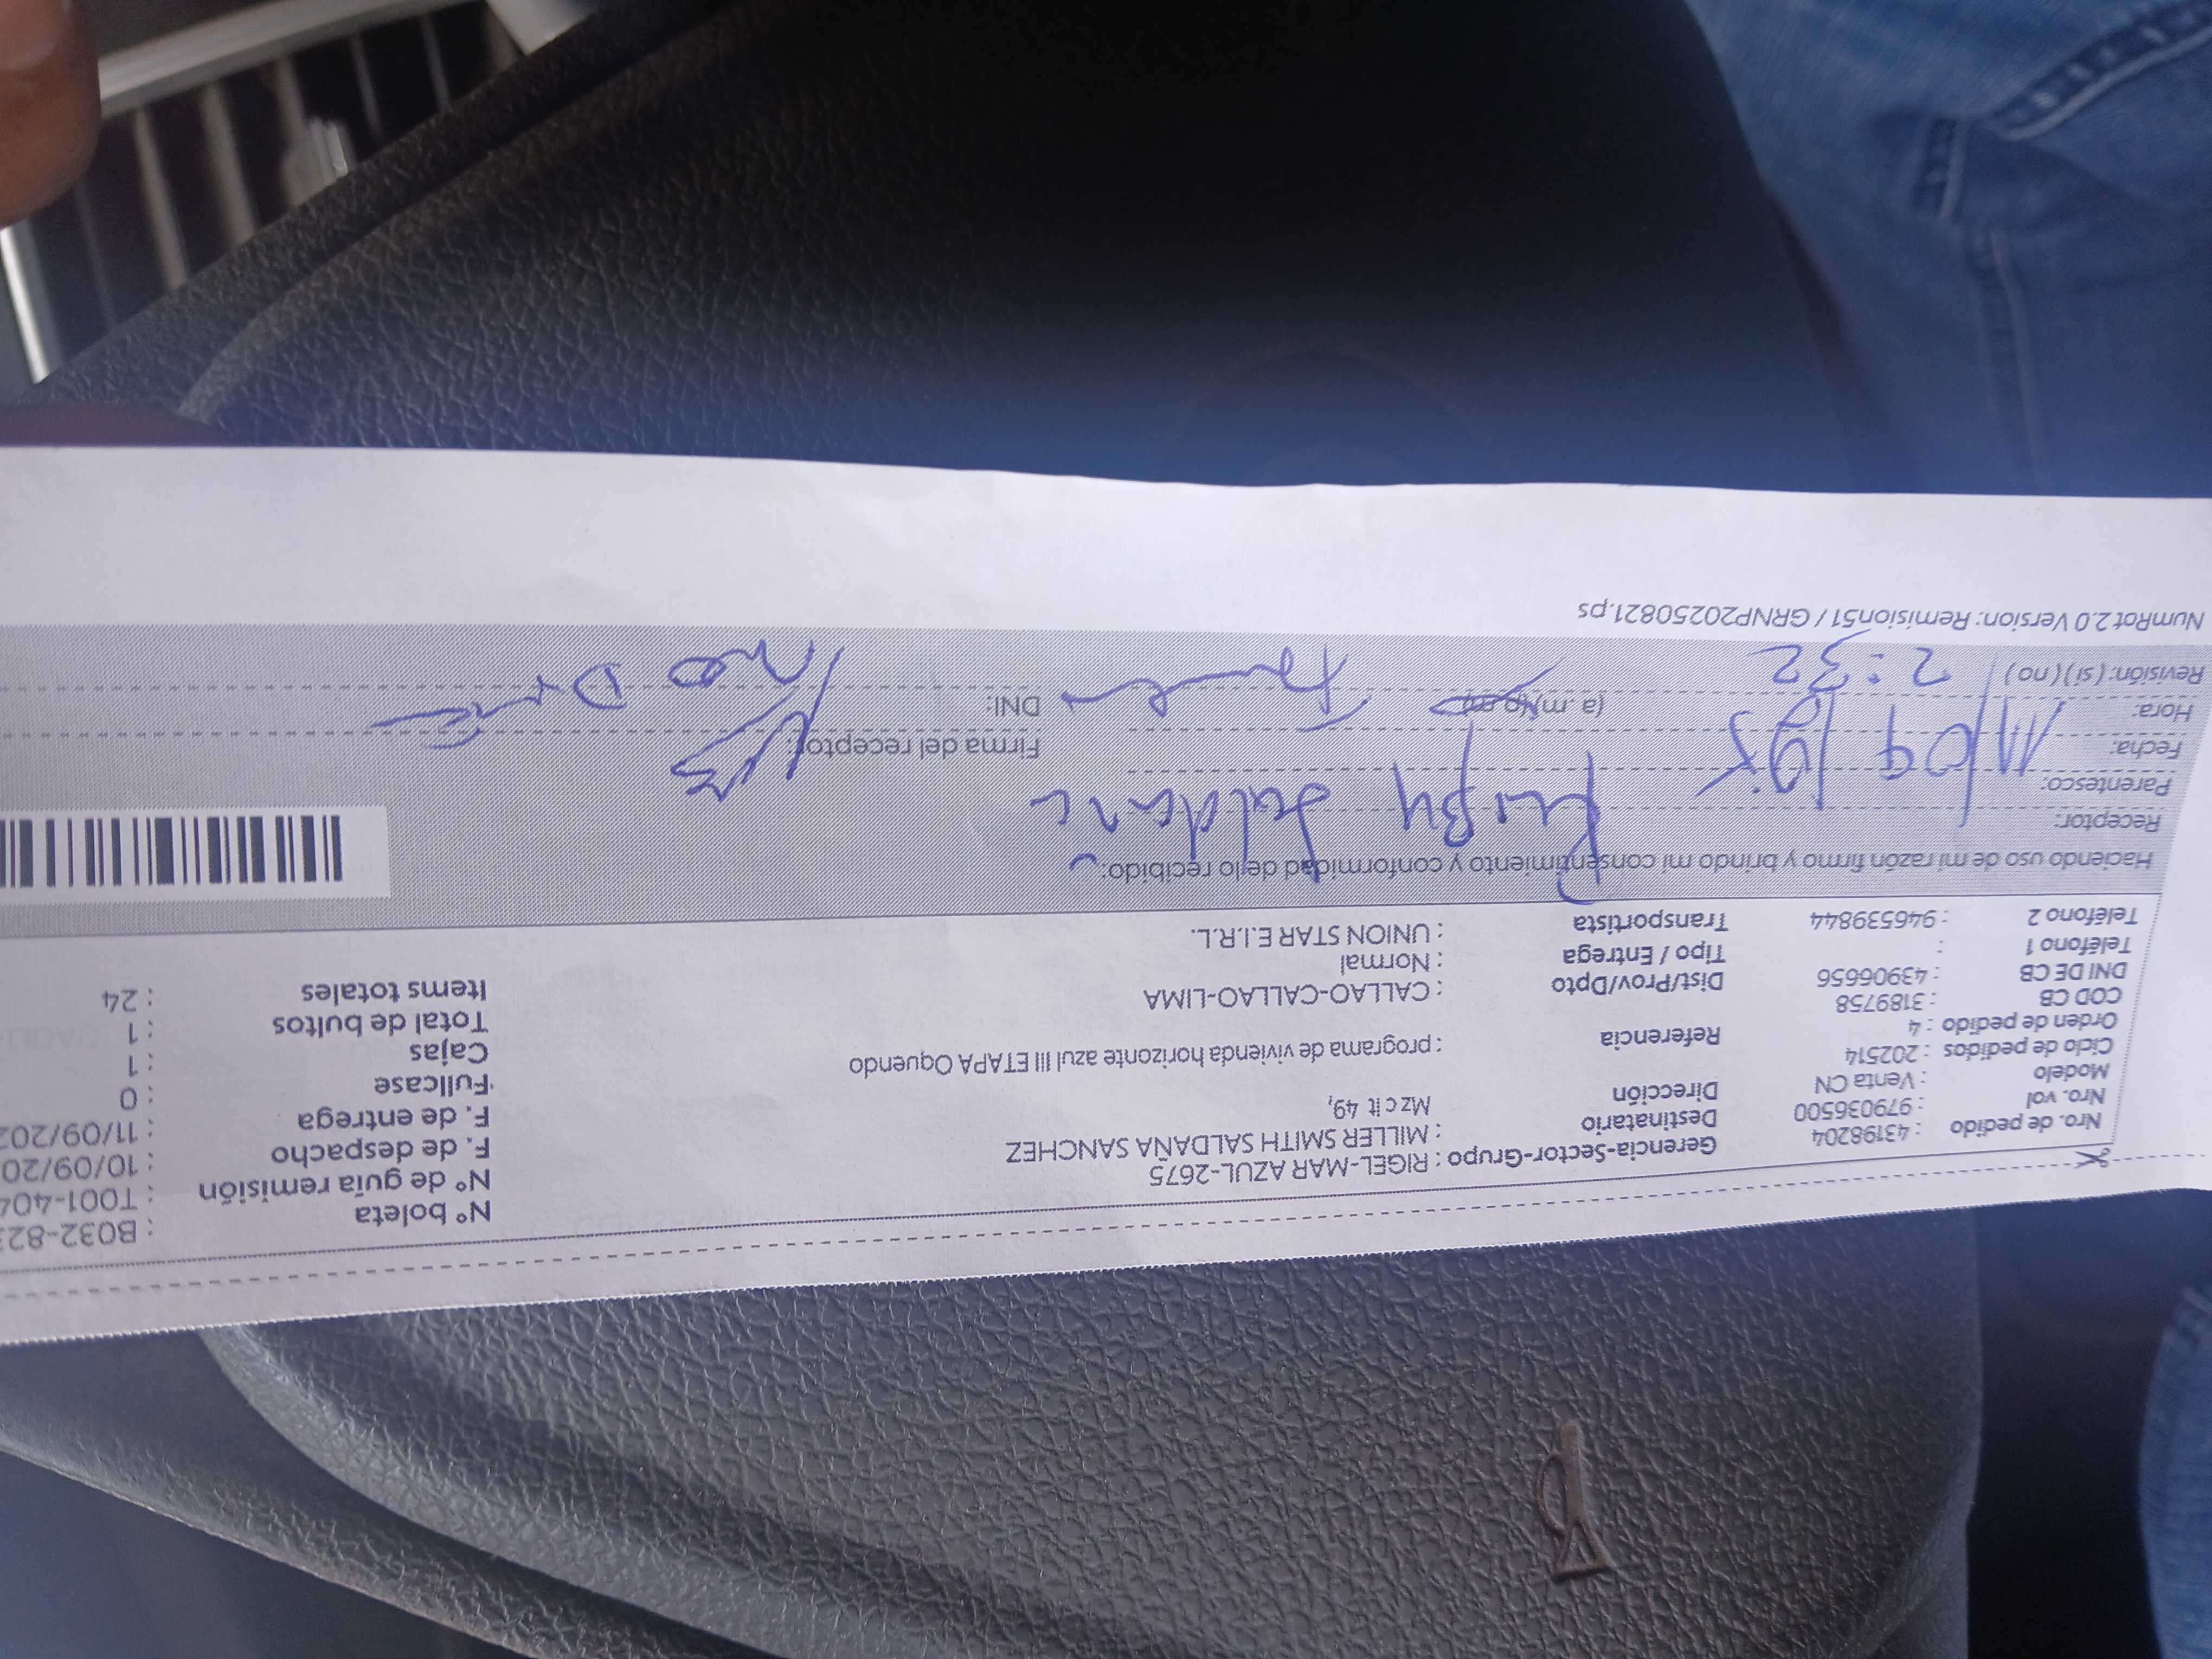 Nº boleta : B032-823
Nº de guía remisión : T001-404
F. de despacho : 10/09/20
F. de entrega : 11/09/202
Fullcase : 0
Cajas : 1
Total de bultos : 1
Items totales : 24
Gerencia-Sector-Grupo : RIGEL-MAR AZUL-2675
Destinatario : MILLER SMITH SALDAÑA SANCHEZ
Dirección Mz c lt 49,
Referencia : programa de vivienda horizonte azul III ETAPA Oquendo
Dist/Prov/Dpto : CALLAO-CALLAO-LIMA
Tipo / Entrega : Normal
Transportista : UNION STAR E.I.R.L.
Nro. de pedido : 43198204
Nro. vol : 979036500
Modelo : Venta CN
Ciclo de pedidos : 202514
Orden de pedido : 4
COD CB : 3189758
DNI DE CB : 43906656
Teléfono 1 :
Teléfono 2 : 946539844
Haciendo uso de mi razón firmo y brindo mi consentimiento y conformidad de lo recibido:
Receptor: Saldaña
Parentesco:
Fecha: 11/09/25
Hora: 2:32 (a.m)(p.m)
Revisión: (si) (no)
Firma del receptor:
DNI:
NumRot 2.0 Version: Remision51 / GRNP20250821.ps